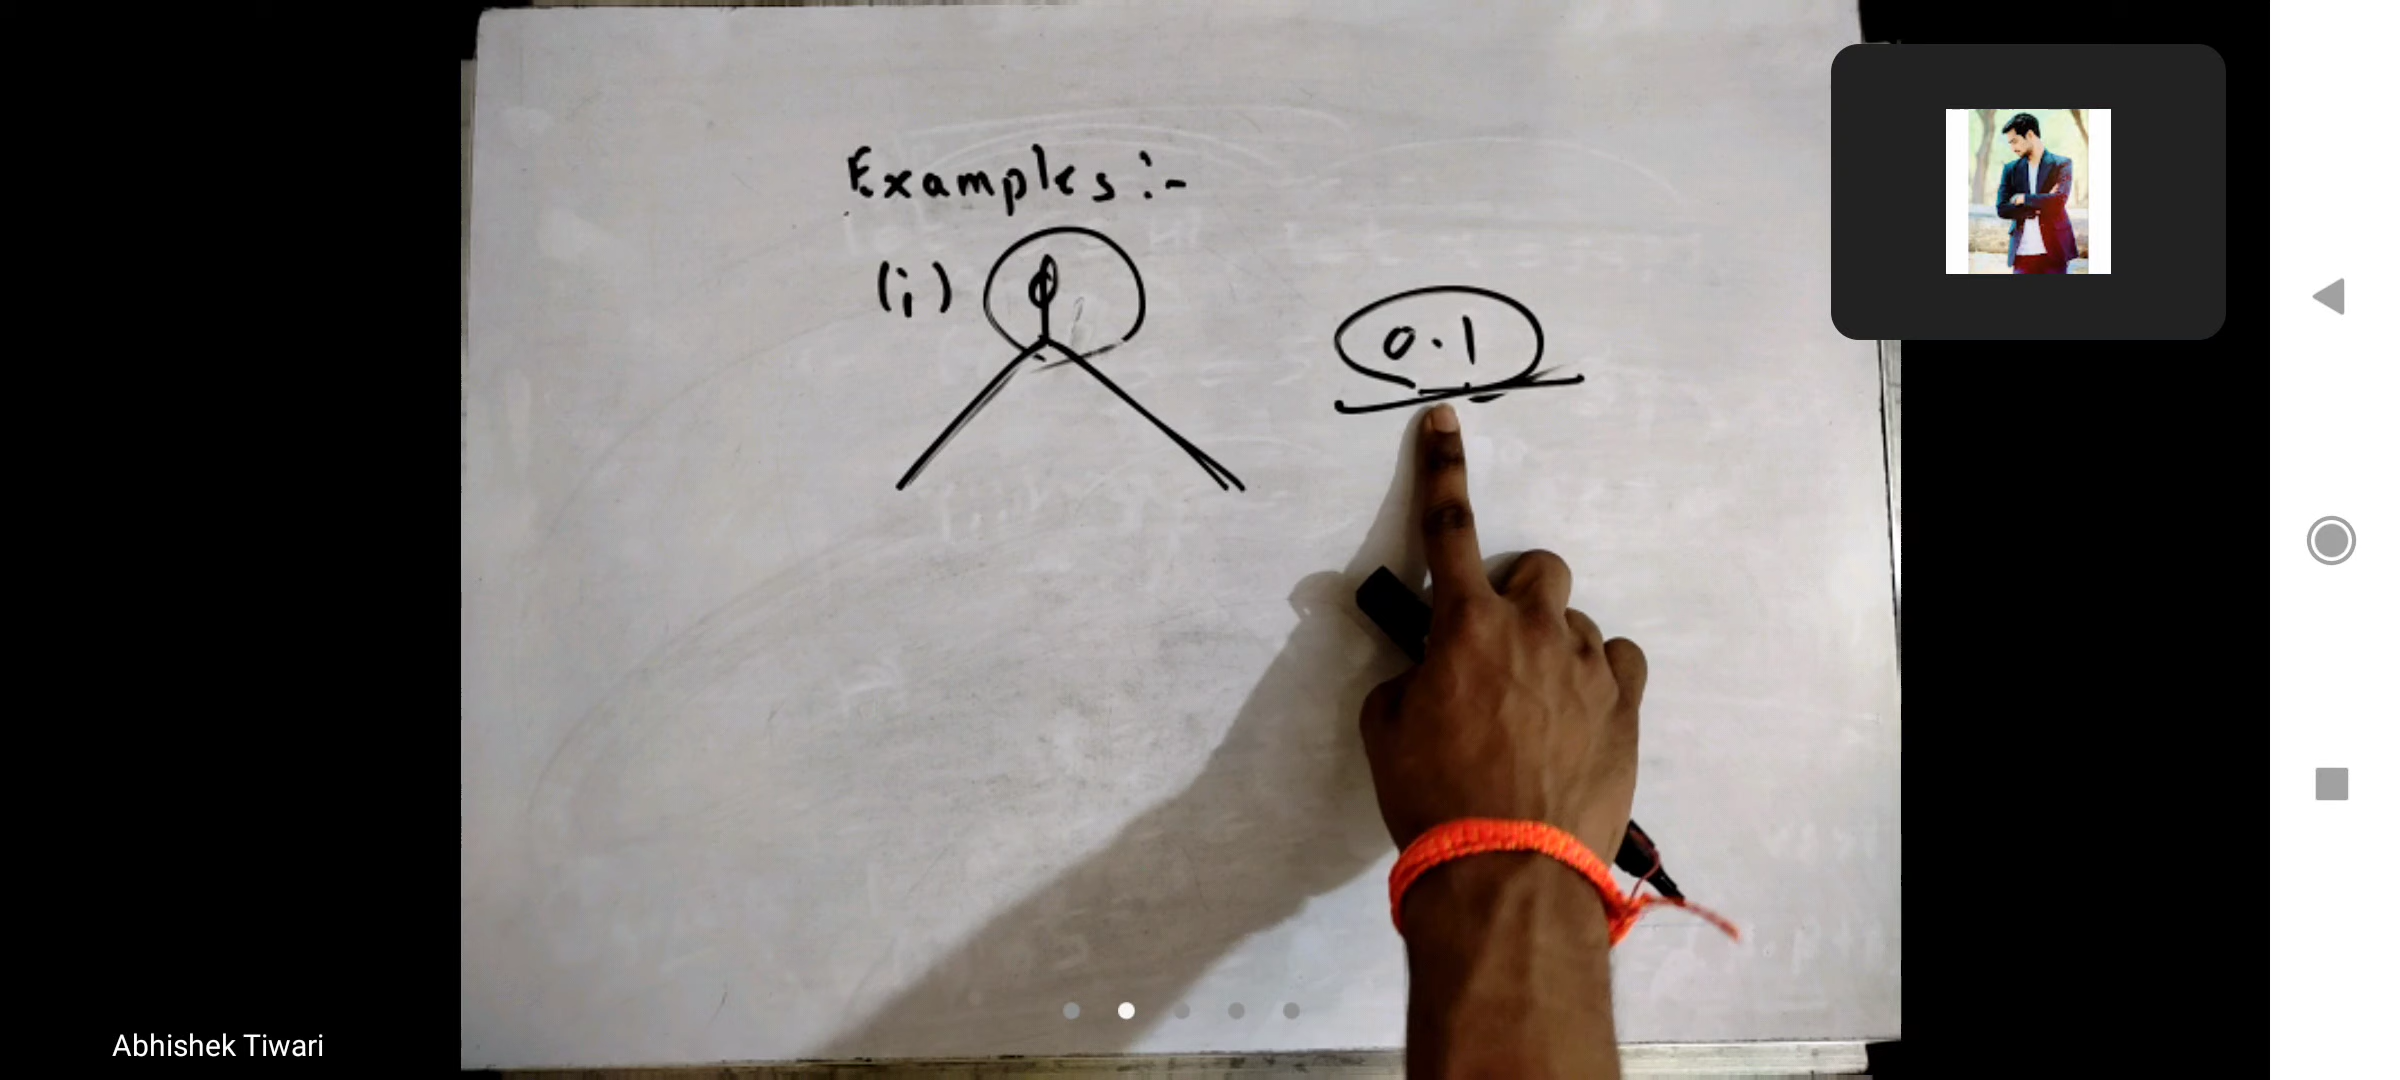 Examples:-
(i) φ
0.1
Abhishek Tiwari